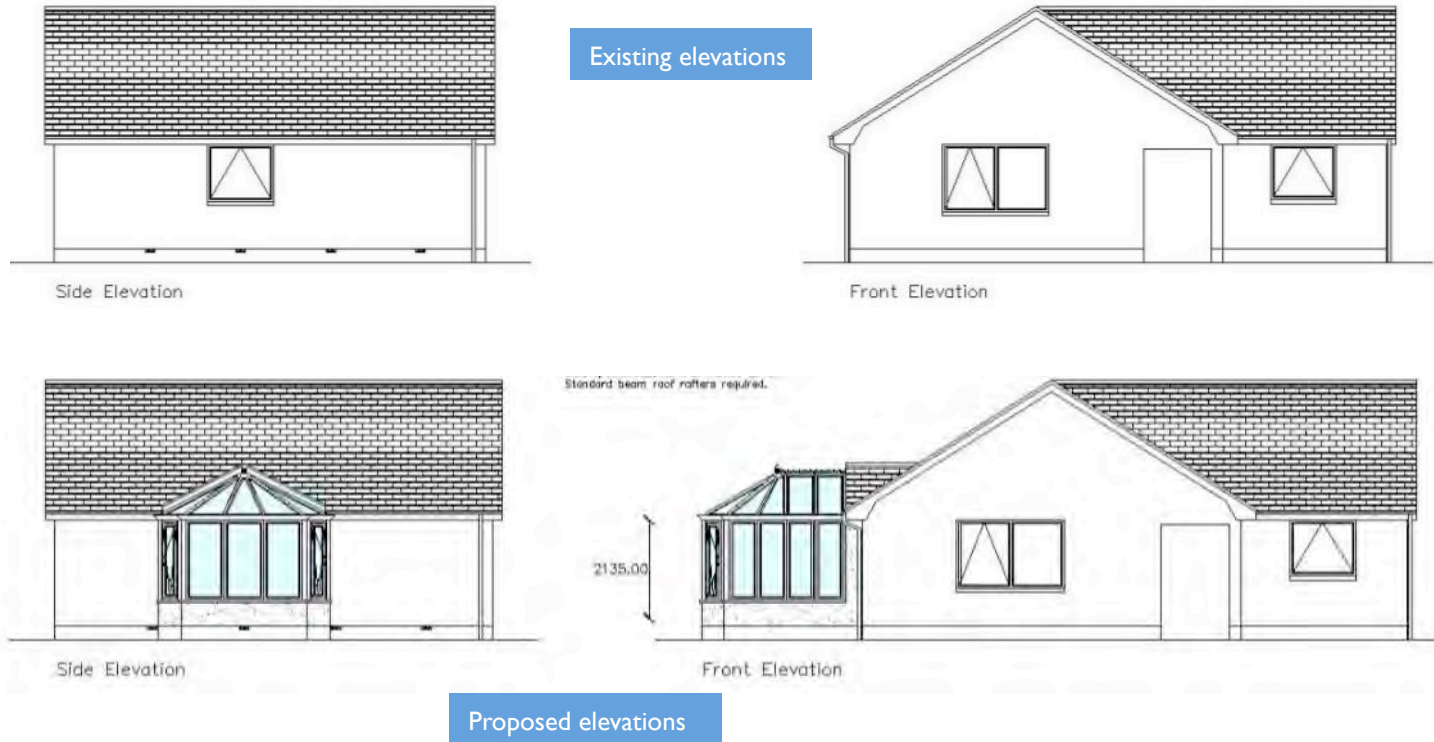 Existing elevations
Side Elevation
Front Elevation
Standard beam roof rafters required.
2135.00
Side Elevation
Front Elevation
Proposed elevations